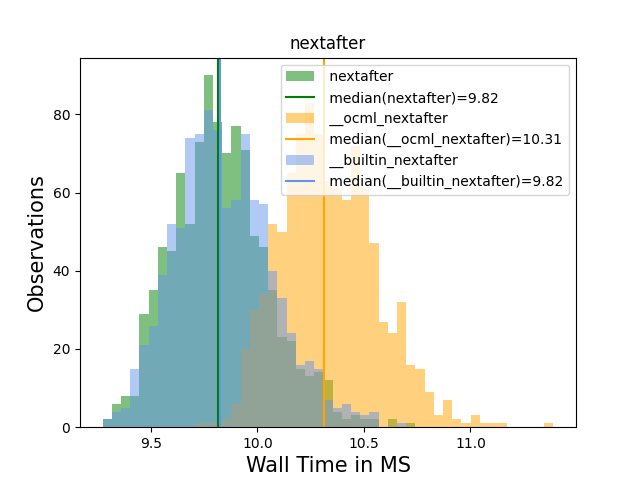 nextafter
nextafter
median(nextafter)=9.82
__ocml_nextafter
median(__ocml_nextafter)=10.31
__builtin_nextafter
median(__builtin_nextafter)=9.82
Observations
80
60
40
20
0
9.5 10.0 10.5 11.0
Wall Time in MS